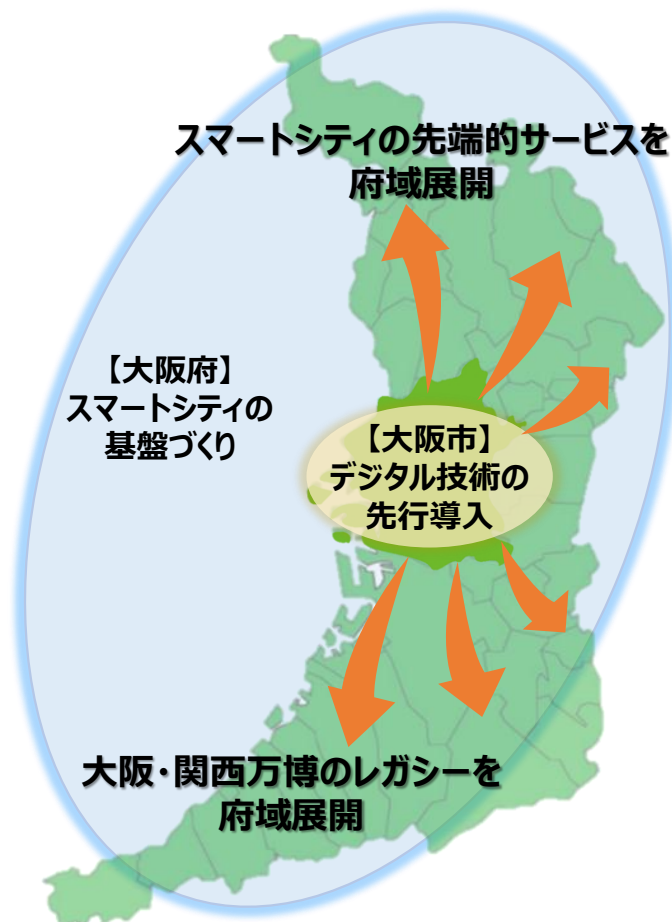 スマートシティの先端的サービスを
府域展開
【大阪府】
スマートシティの
基盤づくり
【大阪市】
デジタル技術の
先行導入
大阪・関西万博のレガシーを
府域展開